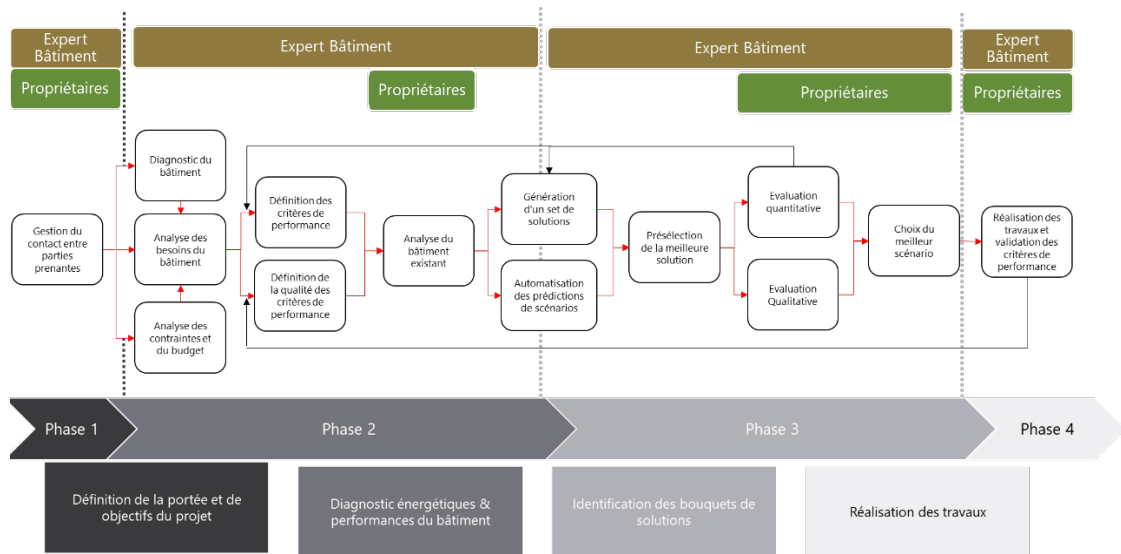 Expert
Bâtiment
Expert Bâtiment
Expert Bâtiment
Expert
Bâtiment
Propriétaires
Propriétaires
Propriétaires
Propriétaires
Gestion du
contact entre
parties
prenantes
Diagnostic du
bâtiment
Analyse des
besoins du
bâtiment
Analyse des
contraintes et
du budget
Définition des
critères de
performance
Définition de
la qualité des
critères de
performance
Analyse du
bâtiment
existant
Génération
d'un set de
solutions
Automatisation
des prédictions
de scénarios
Présélection
de la meilleure
solution
Evaluation
quantitative
Evaluation
Qualitative
Choix du
meilleur
scénario
Réalisation des
travaux et
validation des
critères de
performance
Phase 1
Phase 2
Phase 3
Phase 4
Définition de la portée et de
objectifs du projet
Diagnostic énergétiques &
performances du bâtiment
Identification des bouquets de
solutions
Réalisation des travaux